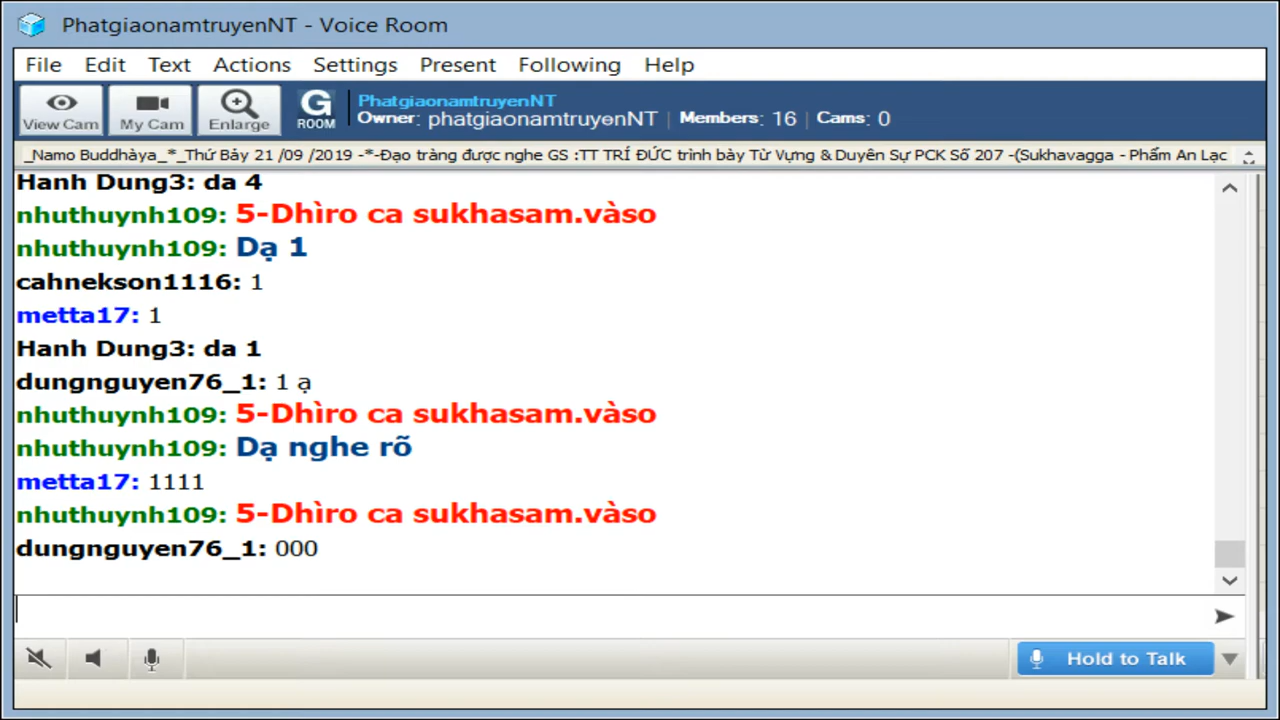 PhatgiaonamtruyenNT - Voice Room
File Edit Text Actions Settings Present Following Help
View Cam My Cam Enlarge G ROOM
PhatgiaonamtruyenNT
Owner: phatgiaonamtruyenNT | Members: 16 | Cams: 0
_Namo Buddhàya_*_Thứ Bảy 21 /09 /2019 -*-Đạo tràng được nghe GS :TT TRÍ ĐỨC trình bày Từ Vựng & Duyên Sự PCK Số 207 -(Sukhavagga - Phẩm An Lạc
Hanh Dung3: da 4
nhuthuynh109: 5-Dhìro ca sukhasam.vàso
nhuthuynh109: Dạ 1
cahnekson1116: 1
metta17: 1
Hanh Dung3: da 1
dungnguyen76_1: 1 ạ
nhuthuynh109: 5-Dhìro ca sukhasam.vàso
nhuthuynh109: Dạ nghe rõ
metta17: 1111
nhuthuynh109: 5-Dhìro ca sukhasam.vàso
dungnguyen76_1: 000
Hold to Talk